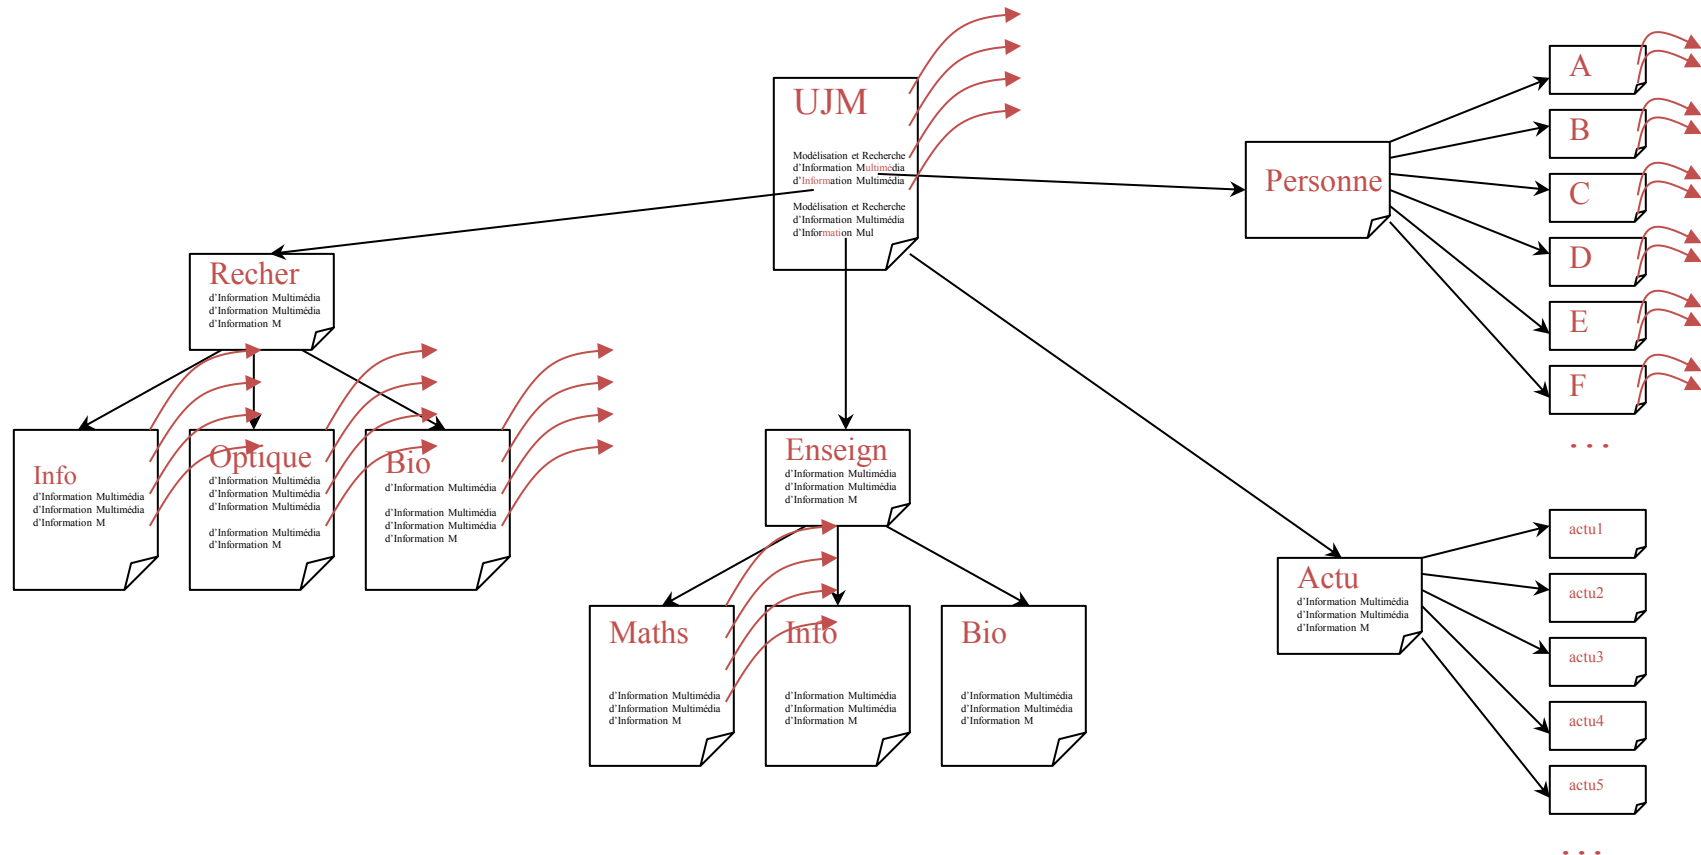 UJM
Modélisation et Recherche
d'Information Multimédia
d'Information Multimédia
Modélisation et Recherche
d'Information Multimédia
d'Information Mul
Personne
A
B
C
D
E
F
. . .
Recher
d'Information Multimédia
d'Information Multimédia
d'Information M
Info
d'Information Multimédia
d'Information Multimédia
d'Information M
Optique
d'Information Multimédia
d'Information Multimédia
d'Information Multimédia
d'Information Multimédia
d'Information M
Bio
d'Information Multimédia
d'Information Multimédia
d'Information Multimédia
d'Information M
Enseign
d'Information Multimédia
d'Information Multimédia
d'Information M
Maths
d'Information Multimédia
d'Information Multimédia
d'Information M
Info
d'Information Multimédia
d'Information Multimédia
d'Information M
Bio
d'Information Multimédia
d'Information Multimédia
d'Information M
Actu
d'Information Multimédia
d'Information Multimédia
d'Information M
actu1
actu2
actu3
actu4
actu5
. . .